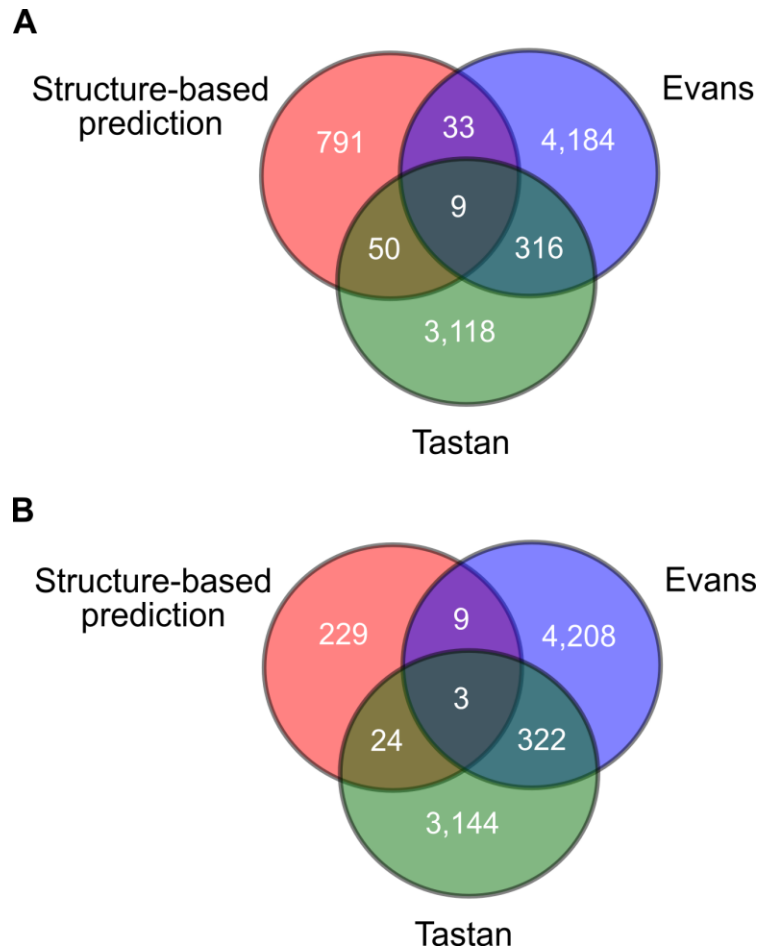 A
Structure-based
prediction
Evans
791
33
4,184
9
50
316
3,118
Tastan
B
Structure-based
prediction
Evans
229
9
4,208
3
24
322
3,144
Tastan